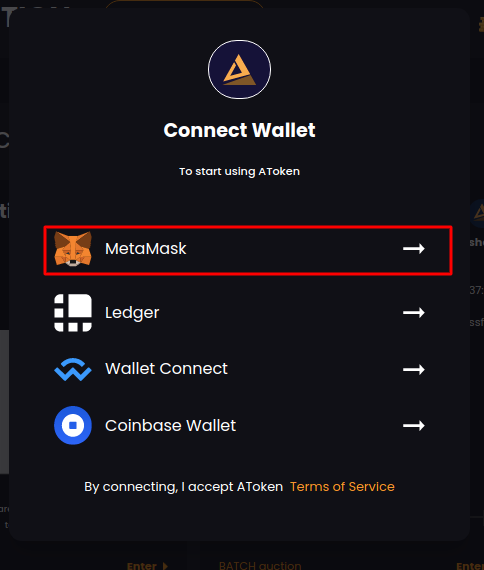 Connect Wallet
To start using AToken
MetaMask
Ledger
Wallet Connect
Coinbase Wallet
By connecting, I accept AToken Terms of Service
Enter
BATCH auction